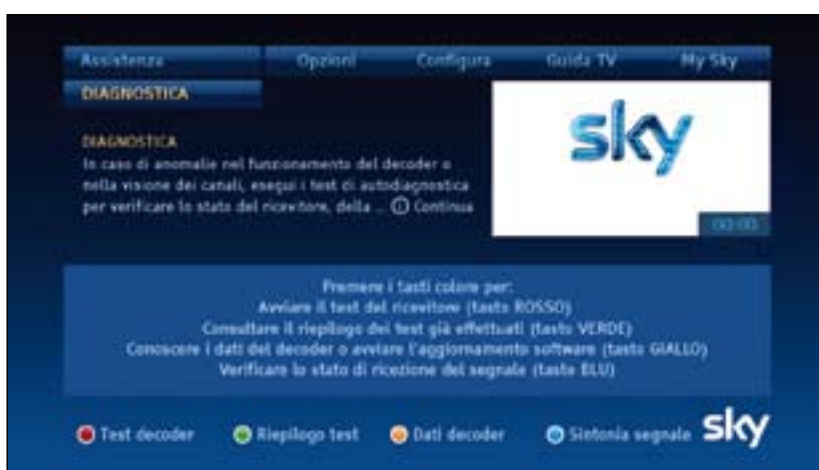 Assistenza Opzioni Configura Guida TV My Sky
DIAGNOSTICA
sky
DIAGNOSTICA
In caso di anomalie nel funzionamento del decoder o
nella visione dei canali, esegui i test di autodiagnostica
per verificare lo stato del ricevitore, della ... i Continua
00:00
Premere i tasti colore per:
Avviare il test del ricevitore (tasto ROSSO)
Consultare il riepilogo dei test già effettuati (tasto VERDE)
Conoscere i dati del decoder o avviare l'aggiornamento software (tasto GIALLO)
Verificare lo stato di ricezione del segnale (tasto BLU)
Test decoder Riepilogo test Dati decoder Sintonia segnale sky